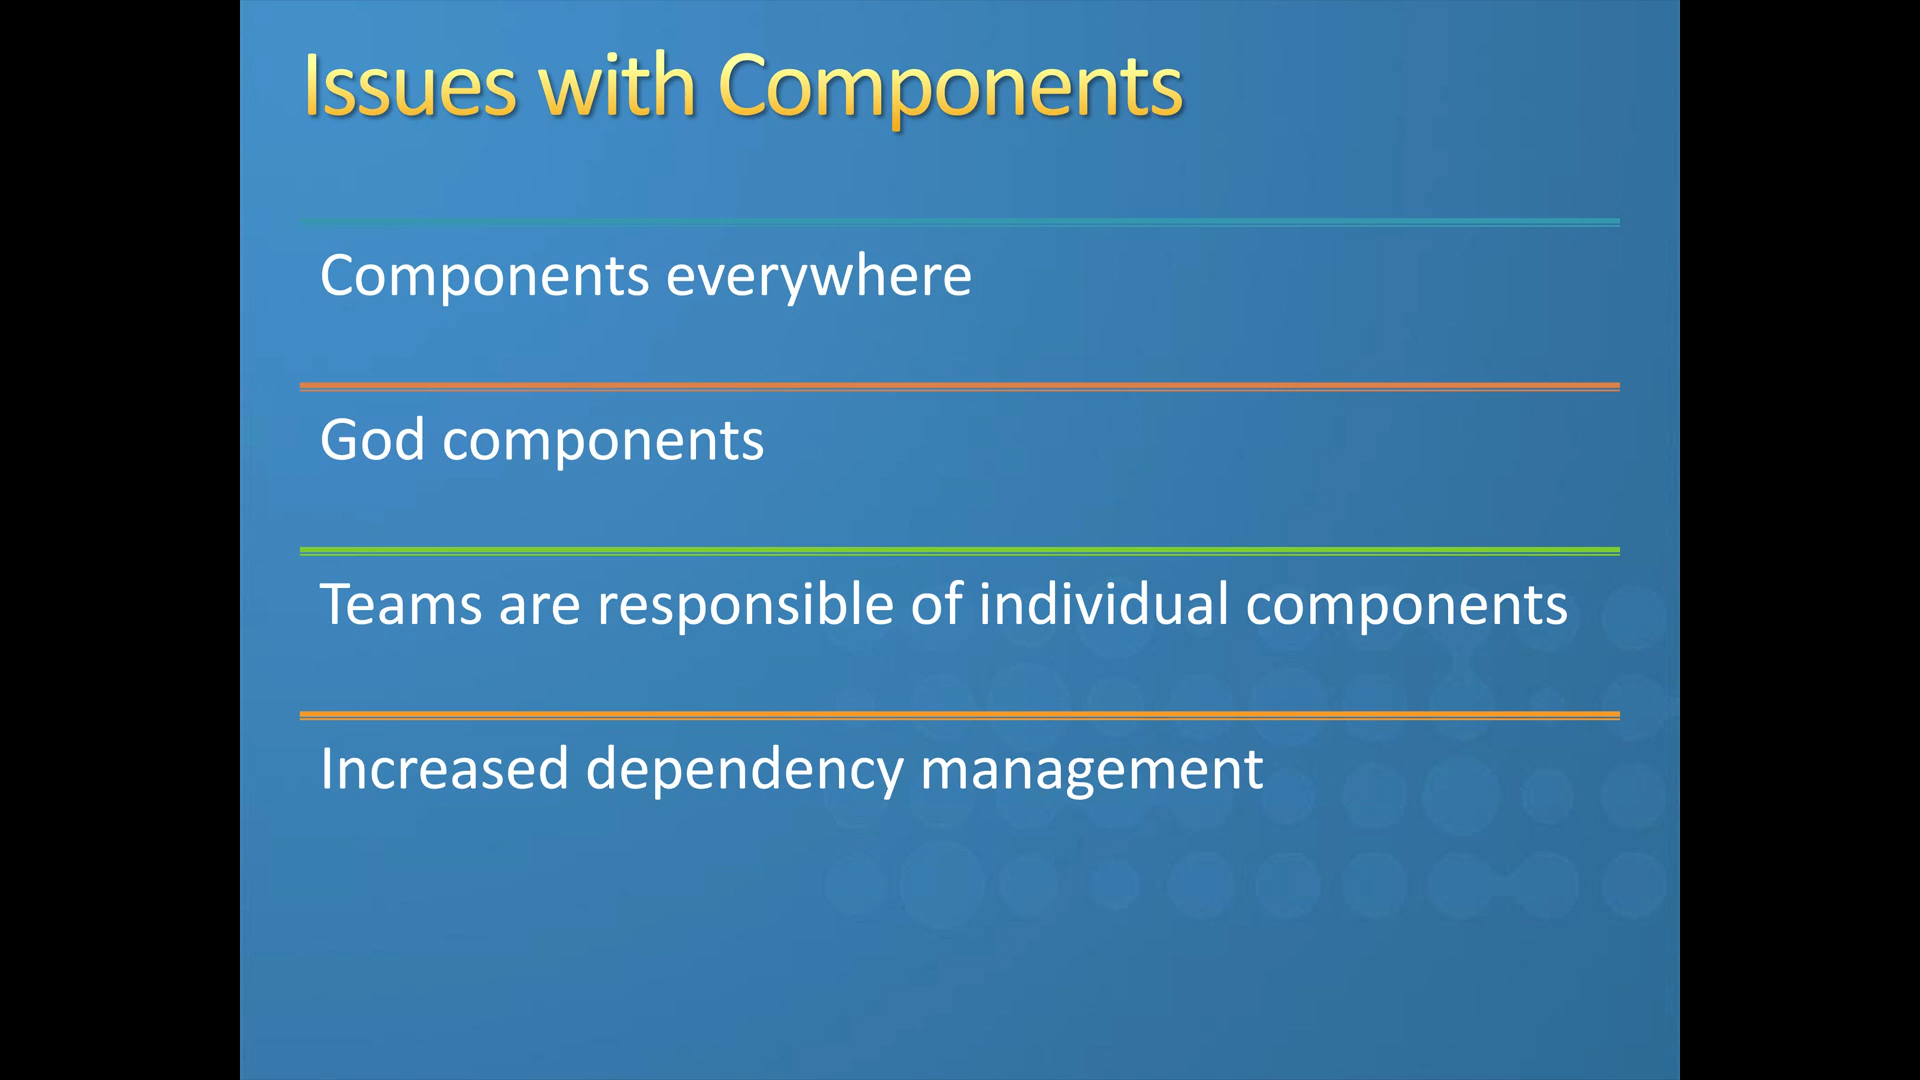 Issues with Components
Components everywhere
God components
Teams are responsible of individual components
Increased dependency management